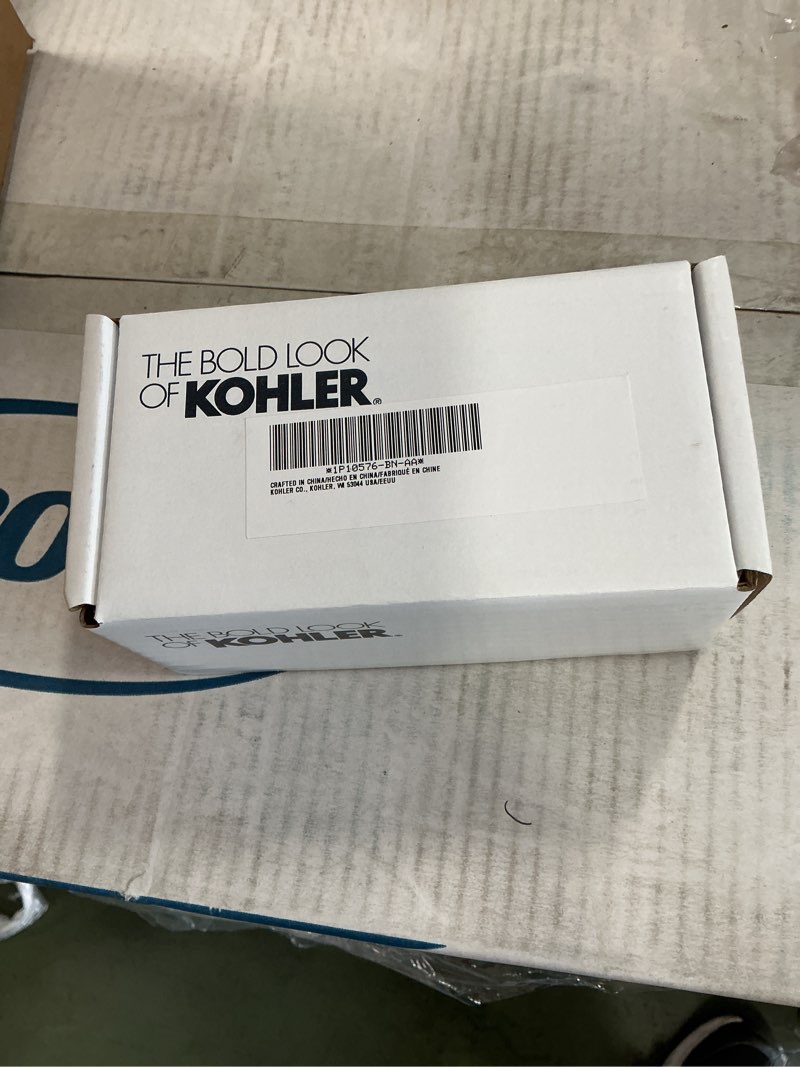 THE BOLD LOOK
OF KOHLER®
*1P10576-BN-AA*
CRAFTED IN CHINA/HECHO EN CHINA/FABRIQUÉ EN CHINE
KOHLER CO., KOHLER, WI 53044 USA/EEUU
THE BOLD LOOK
OF KOHLER®